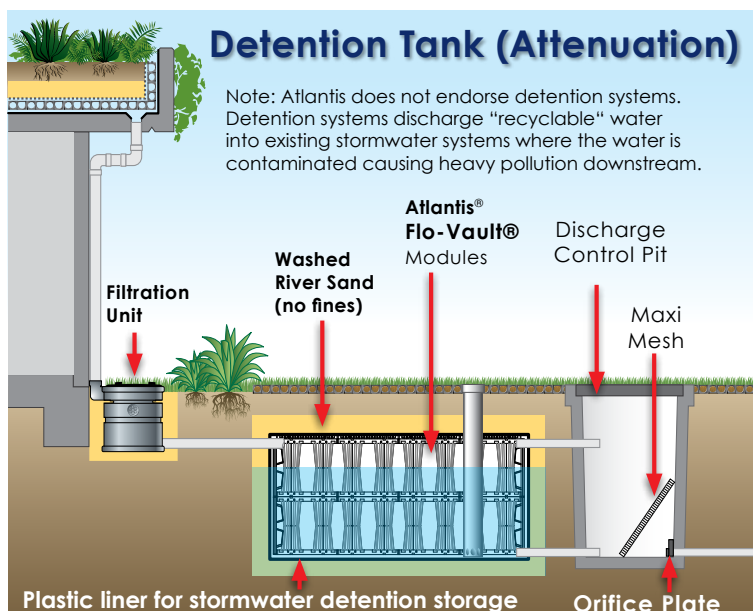 Detention Tank (Attenuation)
Note: Atlantis does not endorse detention systems.
Detention systems discharge “recyclable“ water
into existing stormwater systems where the water is
contaminated causing heavy pollution downstream.
Atlantis®
Flo-Vault®
Modules
Discharge
Control Pit
Washed
River Sand
(no fines)
Filtration
Unit
Maxi
Mesh
Plastic liner for stormwater detention storage
Orifice Plate